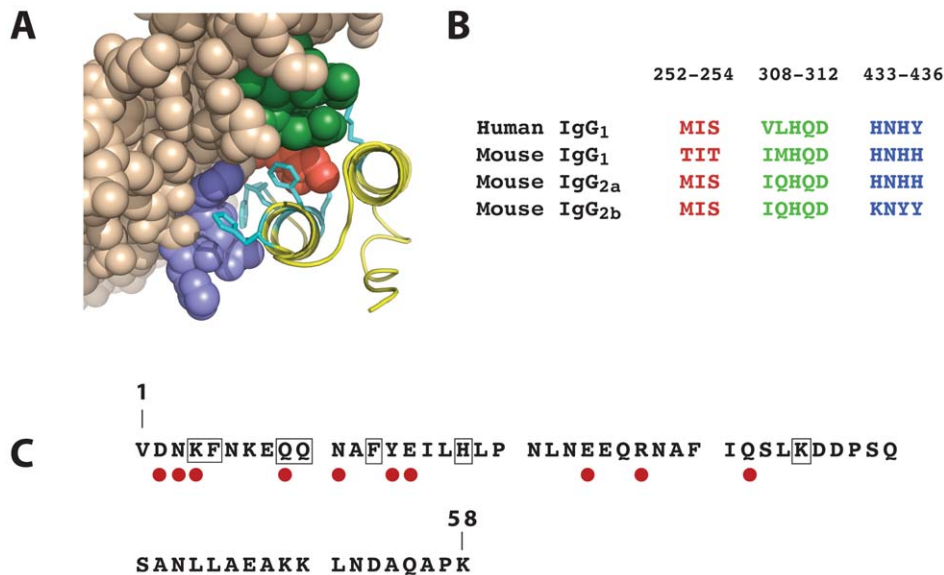 A
B
252-254 308-312 433-436
Human IgG1 MIS VLHQD HNHY
Mouse IgG1 TIT IMHQD HNHH
Mouse IgG2a MIS IQHQD HNHH
Mouse IgG2b MIS IQHQD KNYY
C
1
VDNKFNKEQQ NAFYEILHLP NLNEEQRNAF IQSLKDDPSQ
58
SANLLAEAKK LNDAQAPK